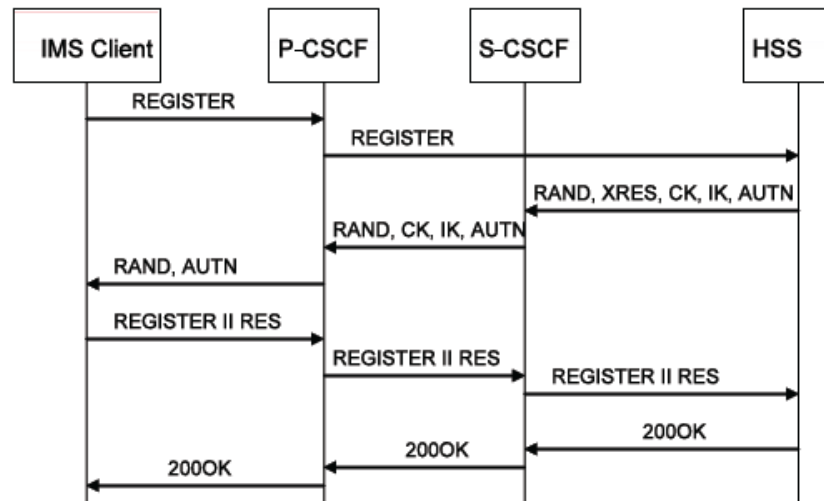 IMS Client
P-CSCF
S-CSCF
HSS
REGISTER
REGISTER
RAND, XRES, CK, IK, AUTN
RAND, CK, IK, AUTN
RAND, AUTN
REGISTER II RES
REGISTER II RES
REGISTER II RES
200OK
200OK
200OK